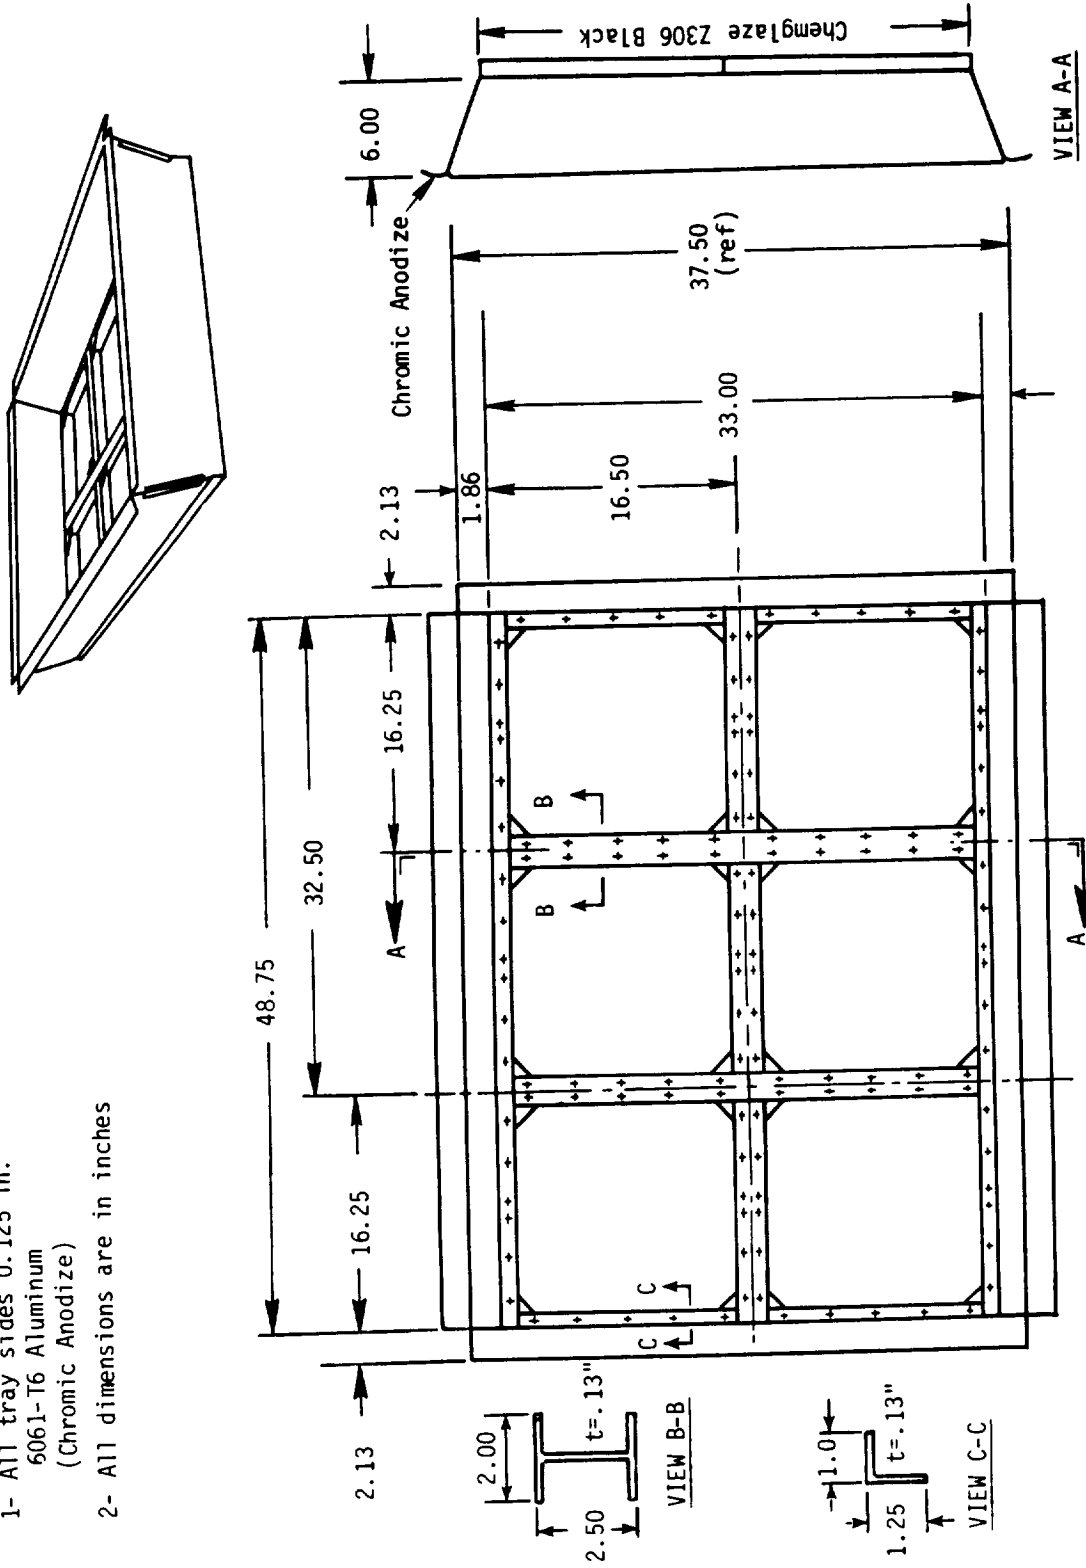 1- All tray sides 0.125 in.
6061-T6 Aluminum
(Chromic Anodize)
2- All dimensions are in inches
48.75
32.50
16.25
16.25
2.13
2.13
1.86
16.50
33.00
37.50
(ref)
Chromic Anodize
6.00
Chemglaze Z306 Black
VIEW A-A
A
A
B
B
C
C
2.00
2.50
t=.13"
VIEW B-B
1.0
1.25
t=.13"
VIEW C-C